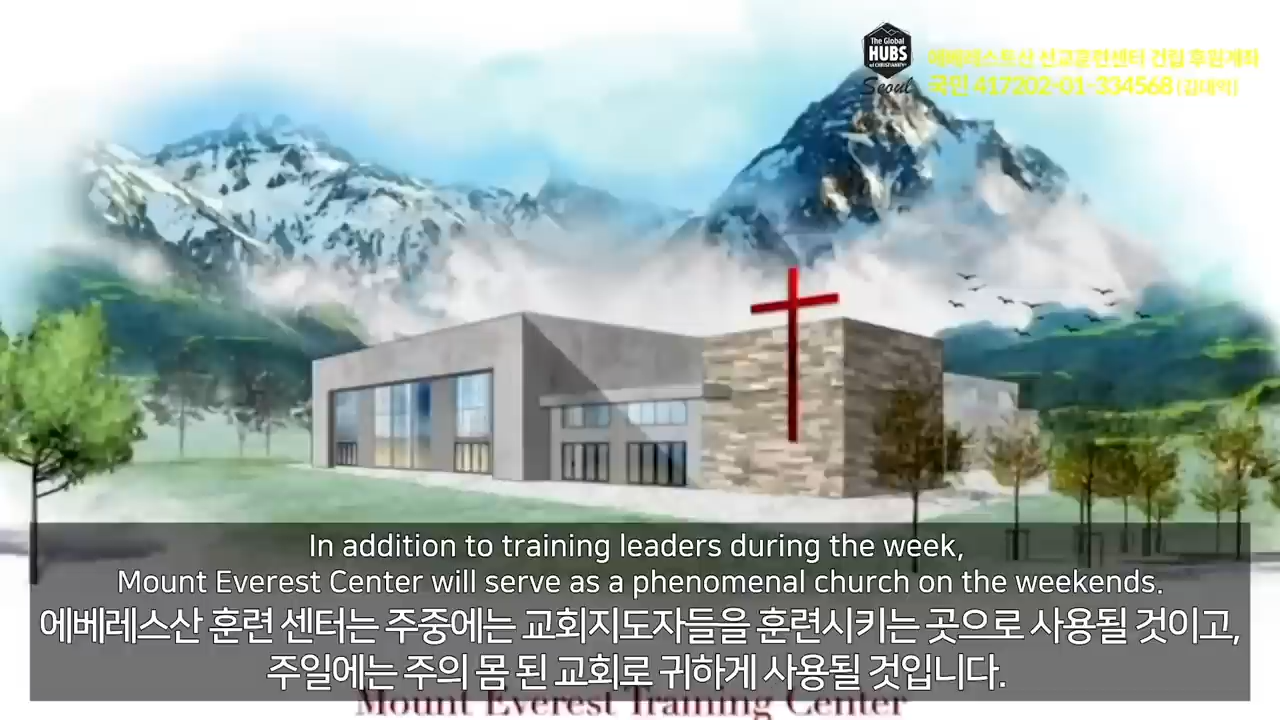 The Global
HUBS
of CHRISTIANITY
Seoul
에베레스트산 선교훈련센터 건립 후원계좌
국민 417202-01-334568 (김대덕)
In addition to training leaders during the week,
Mount Everest Center will serve as a phenomenal church on the weekends.
에베레스산 훈련 센터는 주중에는 교회지도자들을 훈련시키는 곳으로 사용될 것이고,
주일에는 주의 몸 된 교회로 귀하게 사용될 것입니다.
Mount Everest Training Center